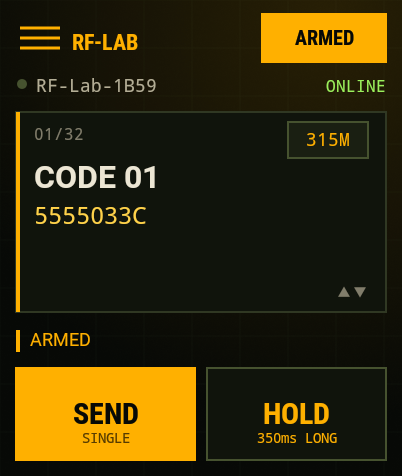 RF-LAB
ARMED
RF-Lab-1B59
ONLINE
01/32
315M
CODE 01
5555033C
▲▼
ARMED
SEND
SINGLE
HOLD
350ms LONG